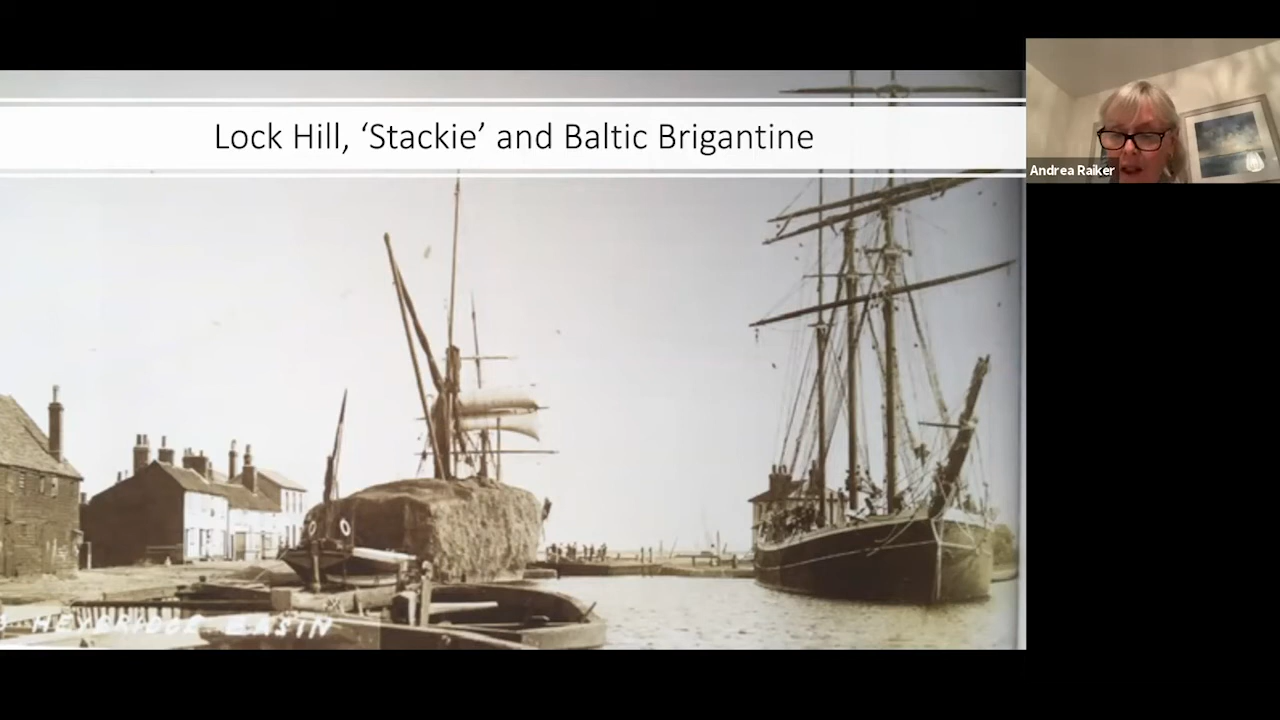 Lock Hill, ‘Stackie’ and Baltic Brigantine
Andrea Raiker
HEYBRIDGE BASIN